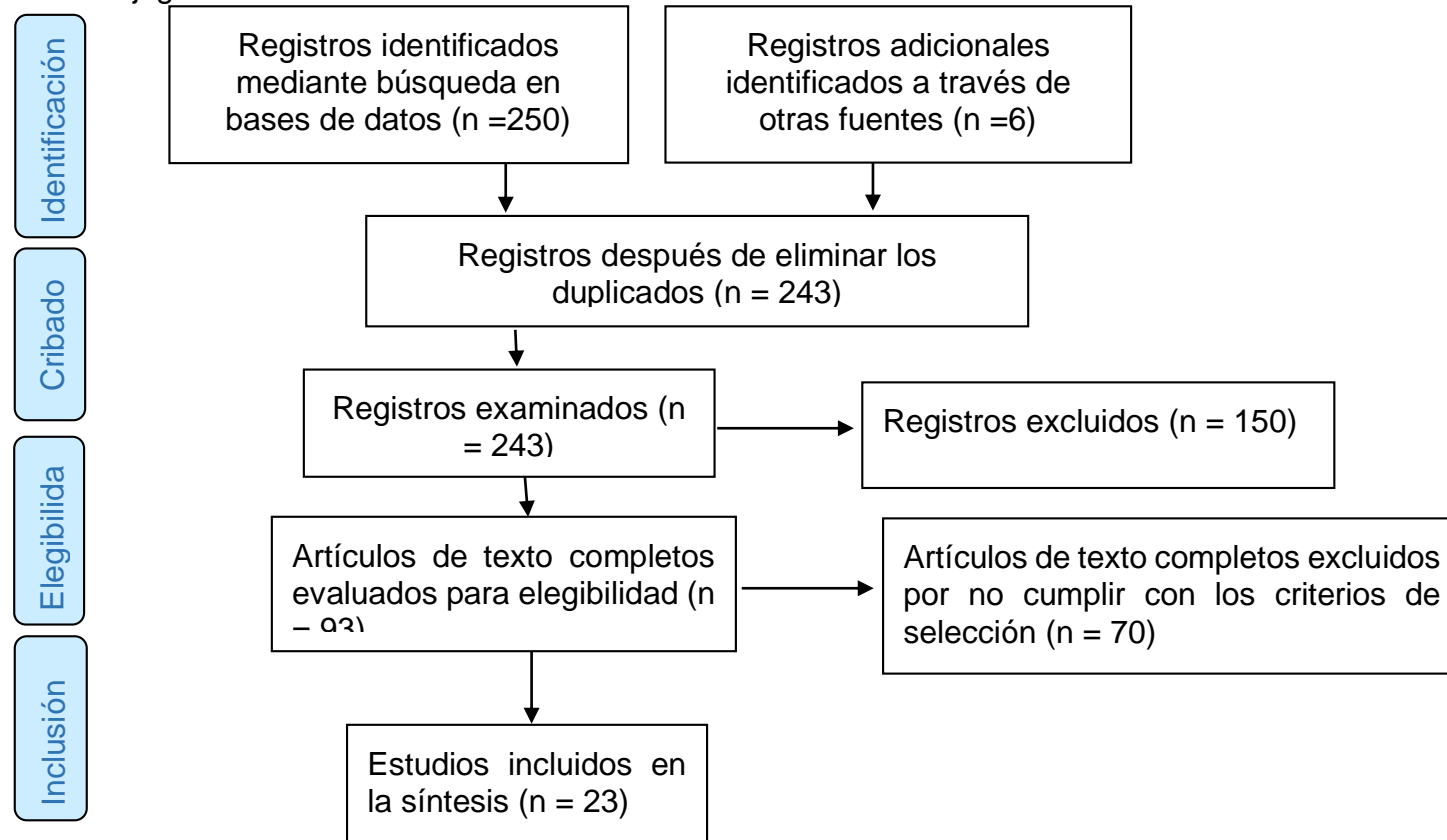 Identificación
Registros identificados
mediante búsqueda en
bases de datos (n =250)
Registros adicionales
identificados a través de
otras fuentes (n =6)
Registros después de eliminar los
duplicados (n = 243)
Cribado
Registros examinados (n
= 243)
Registros excluidos (n = 150)
Elegibilida
Artículos de texto completos
evaluados para elegibilidad (n
= 93)
Artículos de texto completos excluidos
por no cumplir con los criterios de
selección (n = 70)
Inclusión
Estudios incluidos en
la síntesis (n = 23)